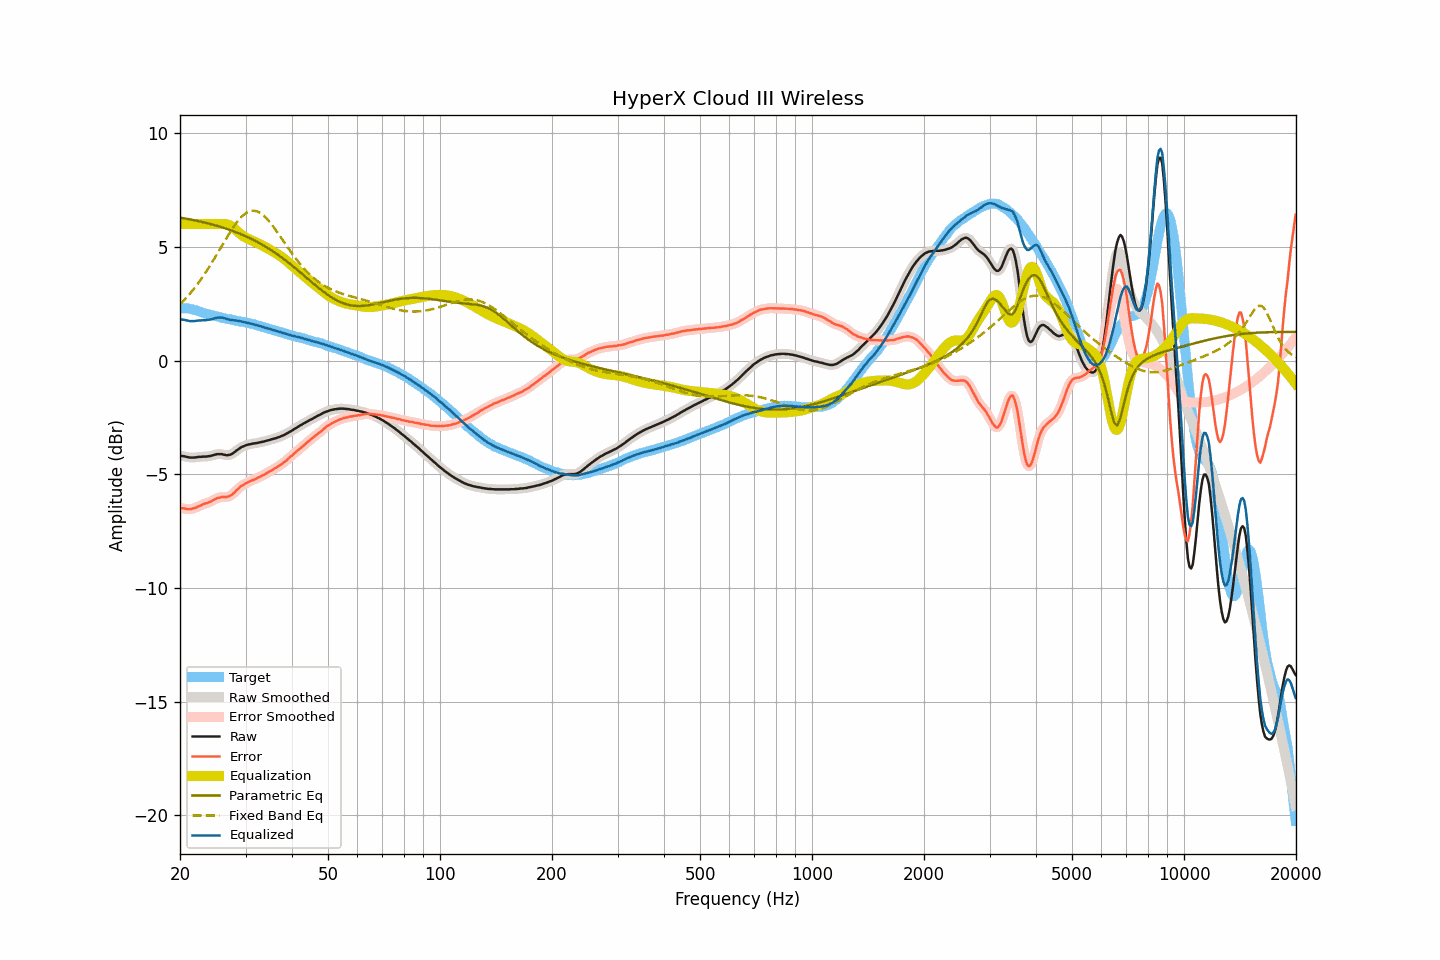 HyperX Cloud III Wireless
10
5
0
−5
−10
−15
−20
Amplitude (dBr)
Target
Raw Smoothed
Error Smoothed
Raw
Error
Equalization
Parametric Eq
Fixed Band Eq
Equalized
20 50 100 200 500 1000 2000 5000 10000 20000
Frequency (Hz)